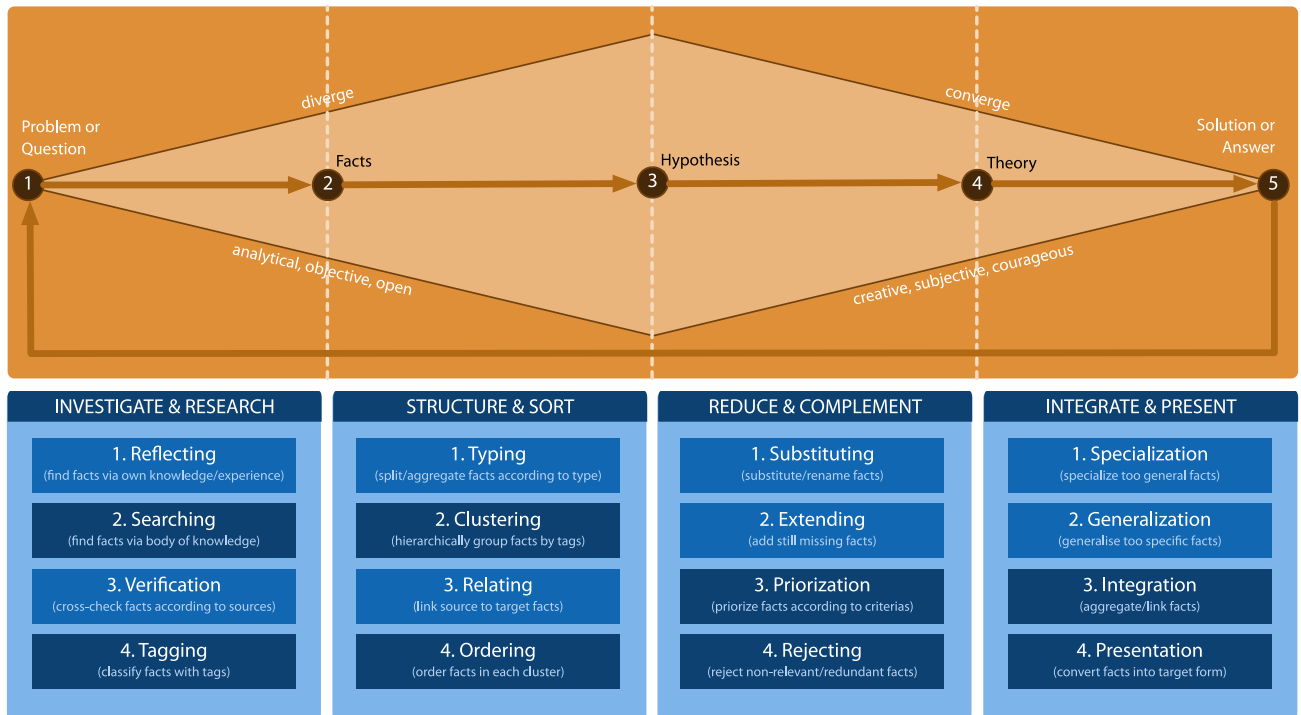 diverge
converge
Problem or
Question
Solution or
Answer
Facts
Hypothesis
Theory
1
2
3
4
5
analytical, objective, open
creative, subjective, courageous
INVESTIGATE & RESEARCH
1. Reflecting
(find facts via own knowledge/experience)
2. Searching
(find facts via body of knowledge)
3. Verification
(cross-check facts according to sources)
4. Tagging
(classify facts with tags)
STRUCTURE & SORT
1. Typing
(split/aggregate facts according to type)
2. Clustering
(hierarchically group facts by tags)
3. Relating
(link source to target facts)
4. Ordering
(order facts in each cluster)
REDUCE & COMPLEMENT
1. Substituting
(substitute/rename facts)
2. Extending
(add still missing facts)
3. Priorization
(priorize facts according to criterias)
4. Rejecting
(reject non-relevant/redundant facts)
INTEGRATE & PRESENT
1. Specialization
(specialize too general facts)
2. Generalization
(generalise too specific facts)
3. Integration
(aggregate/link facts)
4. Presentation
(convert facts into target form)